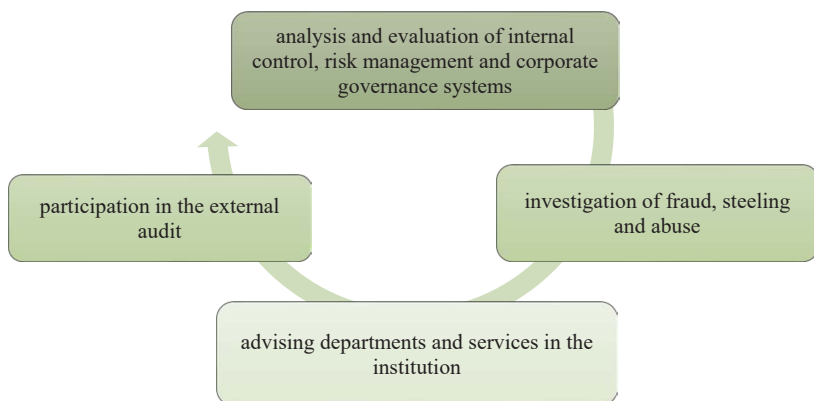 analysis and evaluation of internal
control, risk management and corporate
governance systems
investigation of fraud, steeling
and abuse
advising departments and services in the
institution
participation in the external
audit